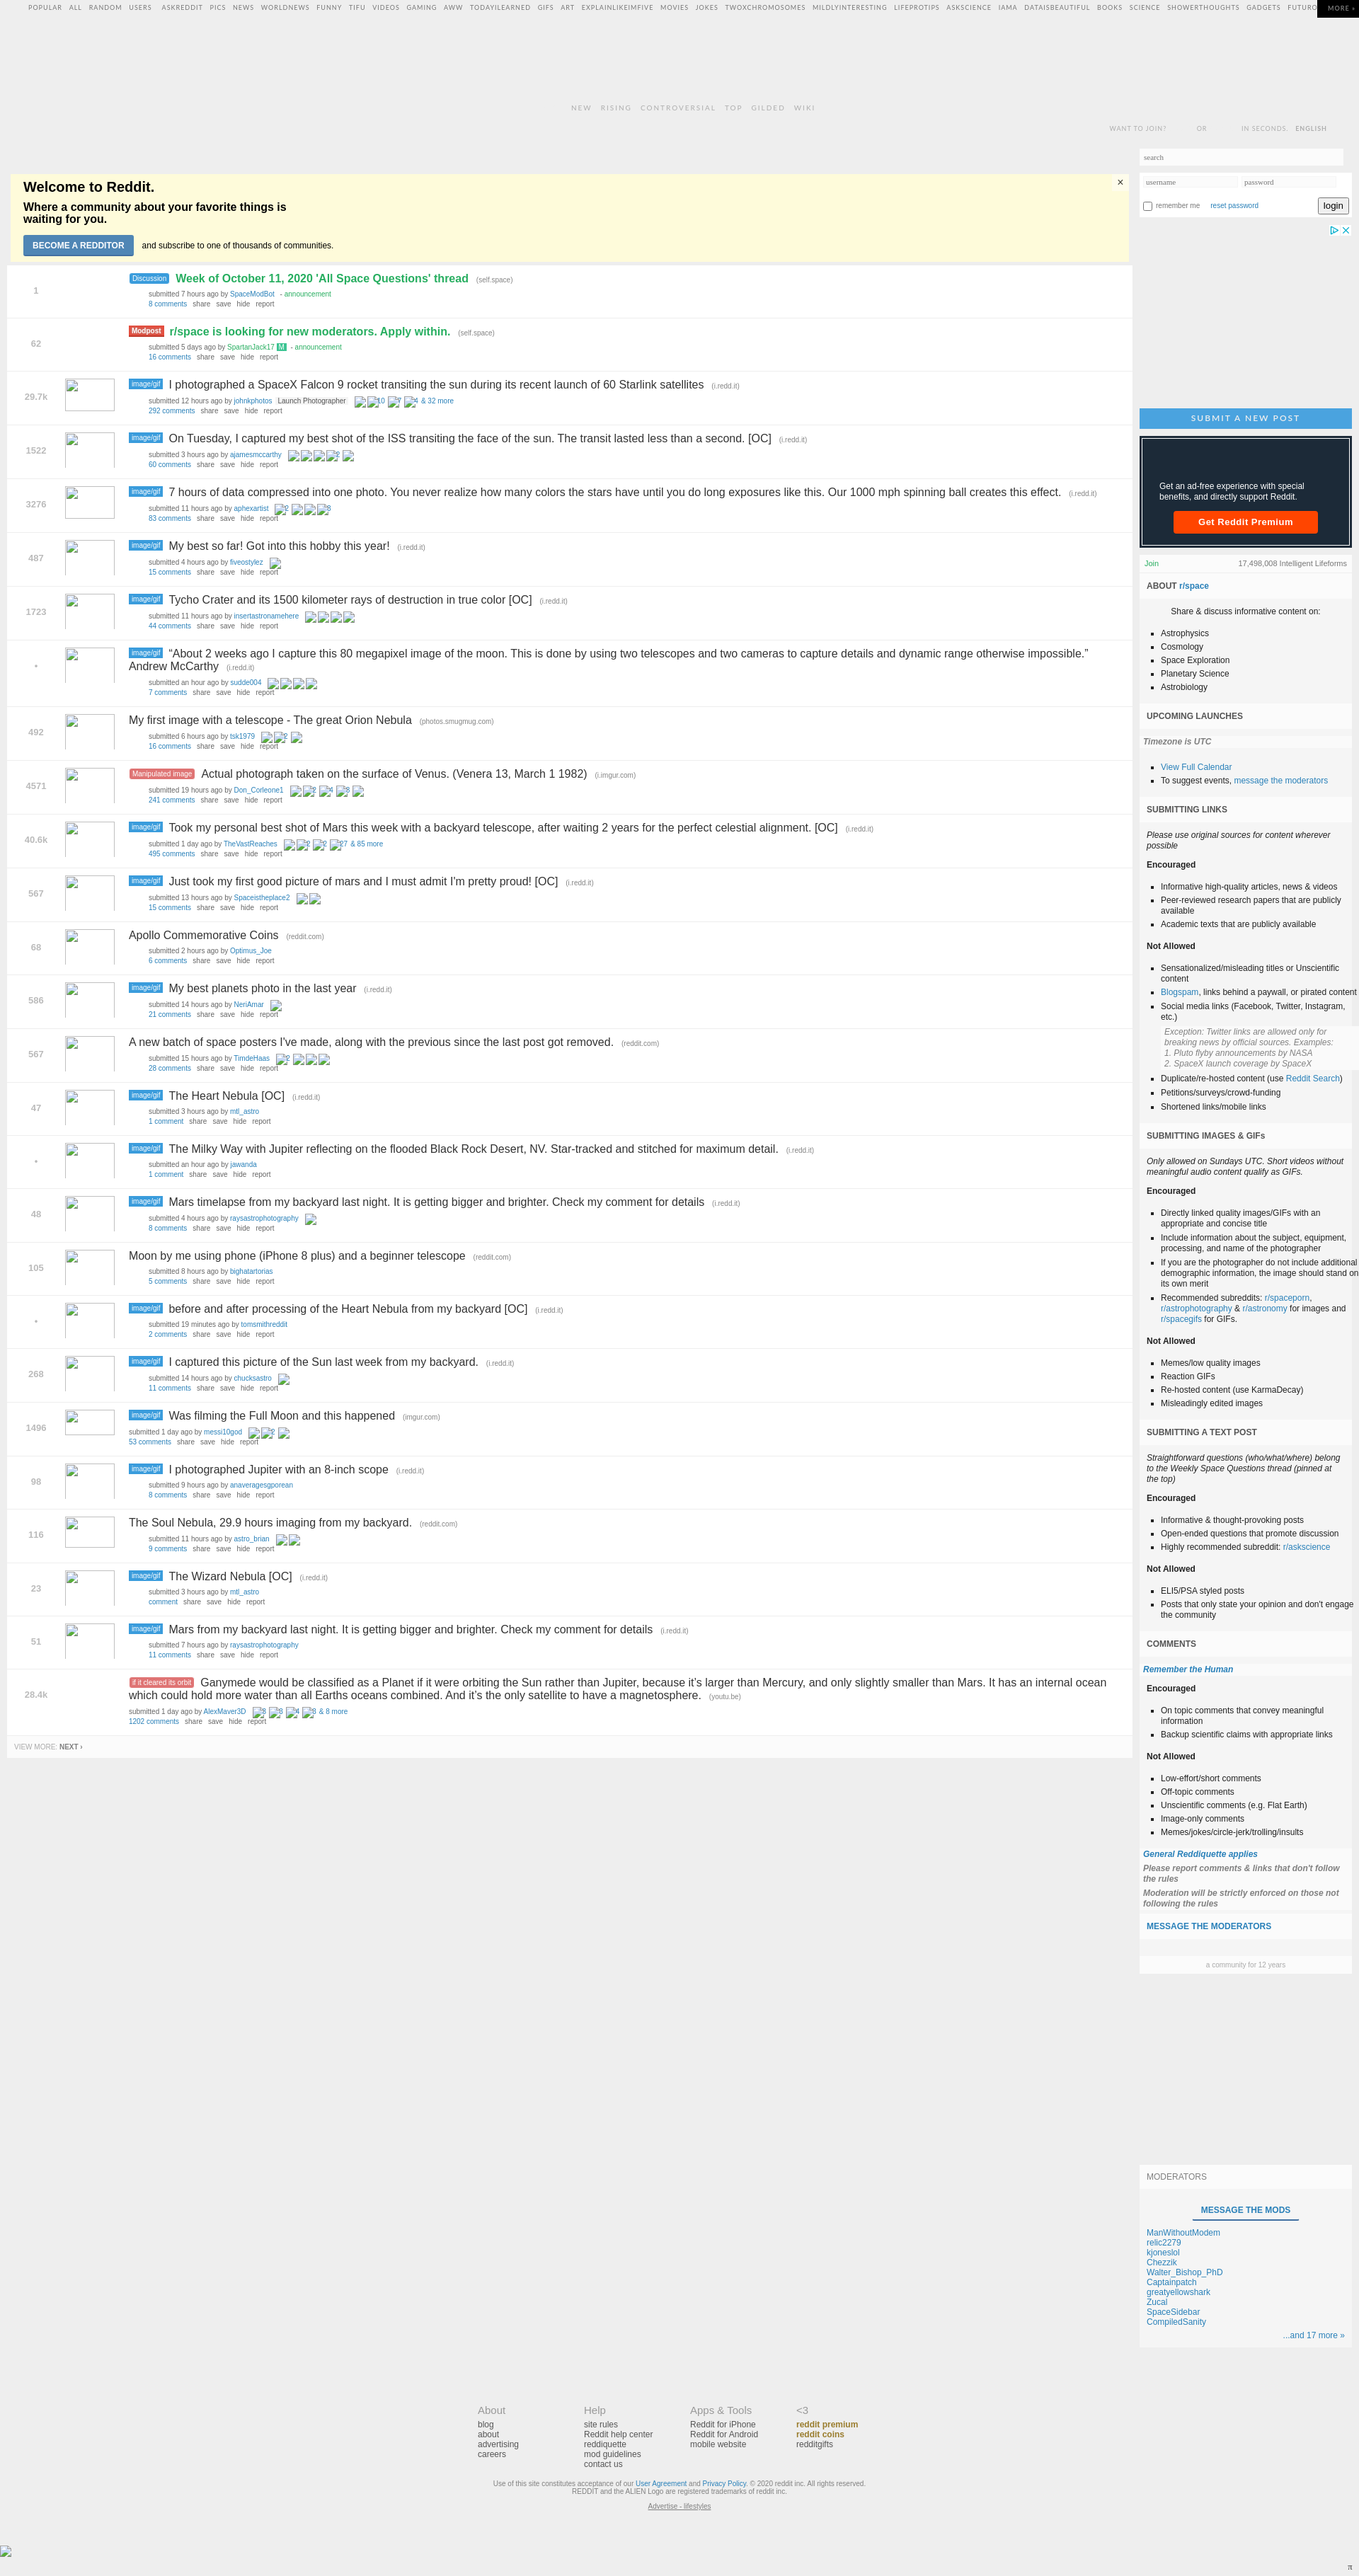 POPULAR ALL RANDOM USERS ASKREDDIT PICS NEWS WORLDNEWS FUNNY TIFU VIDEOS GAMING AWW TODAYILEARNED GIFS ART EXPLAINLIKEIMFIVE MOVIES JOKES TWOXCHROMOSOMES MILDLYINTERESTING LIFEPROTIPS ASKSCIENCE IAMA DATAISBEAUTIFUL BOOKS SCIENCE SHOWERTHOUGHTS GADGETS FUTURO MORE »
NEW RISING CONTROVERSIAL TOP GILDED WIKI
WANT TO JOIN? OR IN SECONDS. ENGLISH
Welcome to Reddit.
×
Where a community about your favorite things is
waiting for you.
BECOME A REDDITOR and subscribe to one of thousands of communities.
1
Discussion Week of October 11, 2020 'All Space Questions' thread (self.space)
submitted 7 hours ago by SpaceModBot - announcement
8 comments share save hide report
62
Modpost r/space is looking for new moderators. Apply within. (self.space)
submitted 5 days ago by SpartanJack17 M - announcement
16 comments share save hide report
29.7k
image/gif I photographed a SpaceX Falcon 9 rocket transiting the sun during its recent launch of 60 Starlink satellites (i.redd.it)
submitted 12 hours ago by johnkphotos Launch Photographer 10 7 4 & 32 more
292 comments share save hide report
1522
image/gif On Tuesday, I captured my best shot of the ISS transiting the face of the sun. The transit lasted less than a second. [OC] (i.redd.it)
submitted 3 hours ago by ajamesmccarthy 2
60 comments share save hide report
3276
image/gif 7 hours of data compressed into one photo. You never realize how many colors the stars have until you do long exposures like this. Our 1000 mph spinning ball creates this effect. (i.redd.it)
submitted 11 hours ago by aphexartist 2 3
83 comments share save hide report
487
image/gif My best so far! Got into this hobby this year! (i.redd.it)
submitted 4 hours ago by fiveostylez
15 comments share save hide report
1723
image/gif Tycho Crater and its 1500 kilometer rays of destruction in true color [OC] (i.redd.it)
submitted 11 hours ago by insertastronamehere
44 comments share save hide report
•
image/gif “About 2 weeks ago I capture this 80 megapixel image of the moon. This is done by using two telescopes and two cameras to capture details and dynamic range otherwise impossible.”
Andrew McCarthy (i.redd.it)
submitted an hour ago by sudde004
7 comments share save hide report
492
My first image with a telescope - The great Orion Nebula (photos.smugmug.com)
submitted 6 hours ago by tsk1979 2
16 comments share save hide report
4571
Manipulated image Actual photograph taken on the surface of Venus. (Venera 13, March 1 1982) (i.imgur.com)
submitted 19 hours ago by Don_Corleone1 2 4 3
241 comments share save hide report
40.6k
image/gif Took my personal best shot of Mars this week with a backyard telescope, after waiting 2 years for the perfect celestial alignment. [OC] (i.redd.it)
submitted 1 day ago by TheVastReaches 2 2 27 & 85 more
495 comments share save hide report
567
image/gif Just took my first good picture of mars and I must admit I'm pretty proud! [OC] (i.redd.it)
submitted 13 hours ago by Spaceistheplace2
15 comments share save hide report
68
Apollo Commemorative Coins (reddit.com)
submitted 2 hours ago by Optimus_Joe
6 comments share save hide report
586
image/gif My best planets photo in the last year (i.redd.it)
submitted 14 hours ago by NeriAmar
21 comments share save hide report
567
A new batch of space posters I've made, along with the previous since the last post got removed. (reddit.com)
submitted 15 hours ago by TimdeHaas 2
28 comments share save hide report
47
image/gif The Heart Nebula [OC] (i.redd.it)
submitted 3 hours ago by mtl_astro
1 comment share save hide report
•
image/gif The Milky Way with Jupiter reflecting on the flooded Black Rock Desert, NV. Star-tracked and stitched for maximum detail. (i.redd.it)
submitted an hour ago by jawanda
1 comment share save hide report
48
image/gif Mars timelapse from my backyard last night. It is getting bigger and brighter. Check my comment for details (i.redd.it)
submitted 4 hours ago by raysastrophotography
8 comments share save hide report
105
Moon by me using phone (iPhone 8 plus) and a beginner telescope (reddit.com)
submitted 8 hours ago by bighatartorias
5 comments share save hide report
•
image/gif before and after processing of the Heart Nebula from my backyard [OC] (i.redd.it)
submitted 19 minutes ago by tomsmithreddit
2 comments share save hide report
268
image/gif I captured this picture of the Sun last week from my backyard. (i.redd.it)
submitted 14 hours ago by chucksastro
11 comments share save hide report
1496
image/gif Was filming the Full Moon and this happened (imgur.com)
submitted 1 day ago by messi10god 2
53 comments share save hide report
98
image/gif I photographed Jupiter with an 8-inch scope (i.redd.it)
submitted 9 hours ago by anaveragesgporean
8 comments share save hide report
116
The Soul Nebula, 29.9 hours imaging from my backyard. (reddit.com)
submitted 11 hours ago by astro_brian
9 comments share save hide report
23
image/gif The Wizard Nebula [OC] (i.redd.it)
submitted 3 hours ago by mtl_astro
comment share save hide report
51
image/gif Mars from my backyard last night. It is getting bigger and brighter. Check my comment for details (i.redd.it)
submitted 7 hours ago by raysastrophotography
11 comments share save hide report
28.4k
if it cleared its orbit Ganymede would be classified as a Planet if it were orbiting the Sun rather than Jupiter, because it’s larger than Mercury, and only slightly smaller than Mars. It has an internal ocean
which could hold more water than all Earths oceans combined. And it’s the only satellite to have a magnetosphere. (youtu.be)
submitted 1 day ago by AlexMaver3D 3 4 & 8 more
1202 comments share save hide report
VIEW MORE: NEXT ›
search
username password
remember me reset password login
SUBMIT A NEW POST
Get an ad-free experience with special
benefits, and directly support Reddit.
Get Reddit Premium
Join 17,498,008 Intelligent Lifeforms
ABOUT r/space
Share & discuss informative content on:
Astrophysics
Cosmology
Space Exploration
Planetary Science
Astrobiology
UPCOMING LAUNCHES
Timezone is UTC
View Full Calendar
To suggest events, message the moderators
SUBMITTING LINKS
Please use original sources for content wherever
possible
Encouraged
Informative high-quality articles, news & videos
Peer-reviewed research papers that are publicly
available
Academic texts that are publicly available
Not Allowed
Sensationalized/misleading titles or Unscientific
content
Blogspam, links behind a paywall, or pirated content
Social media links (Facebook, Twitter, Instagram,
etc.)
Exception: Twitter links are allowed only for
breaking news by official sources. Examples:
1. Pluto flyby announcements by NASA
2. SpaceX launch coverage by SpaceX
Duplicate/re-hosted content (use Reddit Search)
Petitions/surveys/crowd-funding
Shortened links/mobile links
SUBMITTING IMAGES & GIFs
Only allowed on Sundays UTC. Short videos without
meaningful audio content qualify as GIFs.
Encouraged
Directly linked quality images/GIFs with an
appropriate and concise title
Include information about the subject, equipment,
processing, and name of the photographer
If you are the photographer do not include additional
demographic information, the image should stand on
its own merit
Recommended subreddits: r/spaceporn,
r/astrophotography & r/astronomy for images and
r/spacegifs for GIFs.
Not Allowed
Memes/low quality images
Reaction GIFs
Re-hosted content (use KarmaDecay)
Misleadingly edited images
SUBMITTING A TEXT POST
Straightforward questions (who/what/where) belong
to the Weekly Space Questions thread (pinned at
the top)
Encouraged
Informative & thought-provoking posts
Open-ended questions that promote discussion
Highly recommended subreddit: r/askscience
Not Allowed
ELI5/PSA styled posts
Posts that only state your opinion and don't engage
the community
COMMENTS
Remember the Human
Encouraged
On topic comments that convey meaningful
information
Backup scientific claims with appropriate links
Not Allowed
Low-effort/short comments
Off-topic comments
Unscientific comments (e.g. Flat Earth)
Image-only comments
Memes/jokes/circle-jerk/trolling/insults
General Reddiquette applies
Please report comments & links that don't follow
the rules
Moderation will be strictly enforced on those not
following the rules
MESSAGE THE MODERATORS
a community for 12 years
MODERATORS
MESSAGE THE MODS
ManWithoutModem
relic2279
kjoneslol
Chezzik
Walter_Bishop_PhD
Captainpatch
greatyellowshark
Zucal
SpaceSidebar
CompiledSanity
...and 17 more »
About
blog
about
advertising
careers
Help
site rules
Reddit help center
reddiquette
mod guidelines
contact us
Apps & Tools
Reddit for iPhone
Reddit for Android
mobile website
<3
reddit premium
reddit coins
redditgifts
Use of this site constitutes acceptance of our User Agreement and Privacy Policy. © 2020 reddit inc. All rights reserved.
REDDIT and the ALIEN Logo are registered trademarks of reddit inc.
Advertise - lifestyles
π